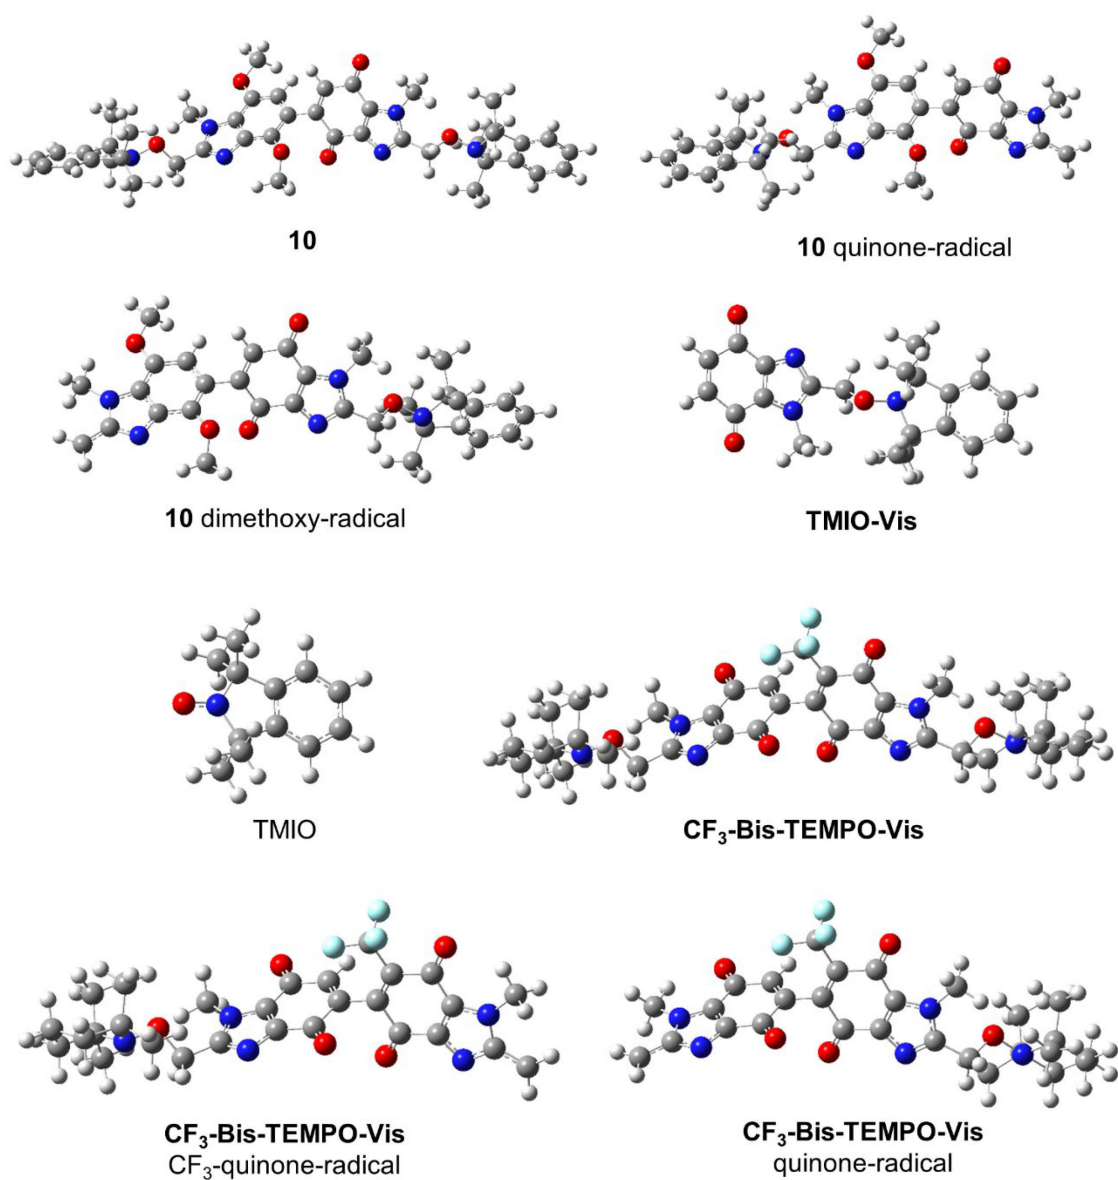 10
10 quinone-radical
10 dimethoxy-radical
TMIO-Vis
TMIO
CF₃-Bis-TEMPO-Vis
CF₃-Bis-TEMPO-Vis
CF₃-quinone-radical
CF₃-Bis-TEMPO-Vis
quinone-radical